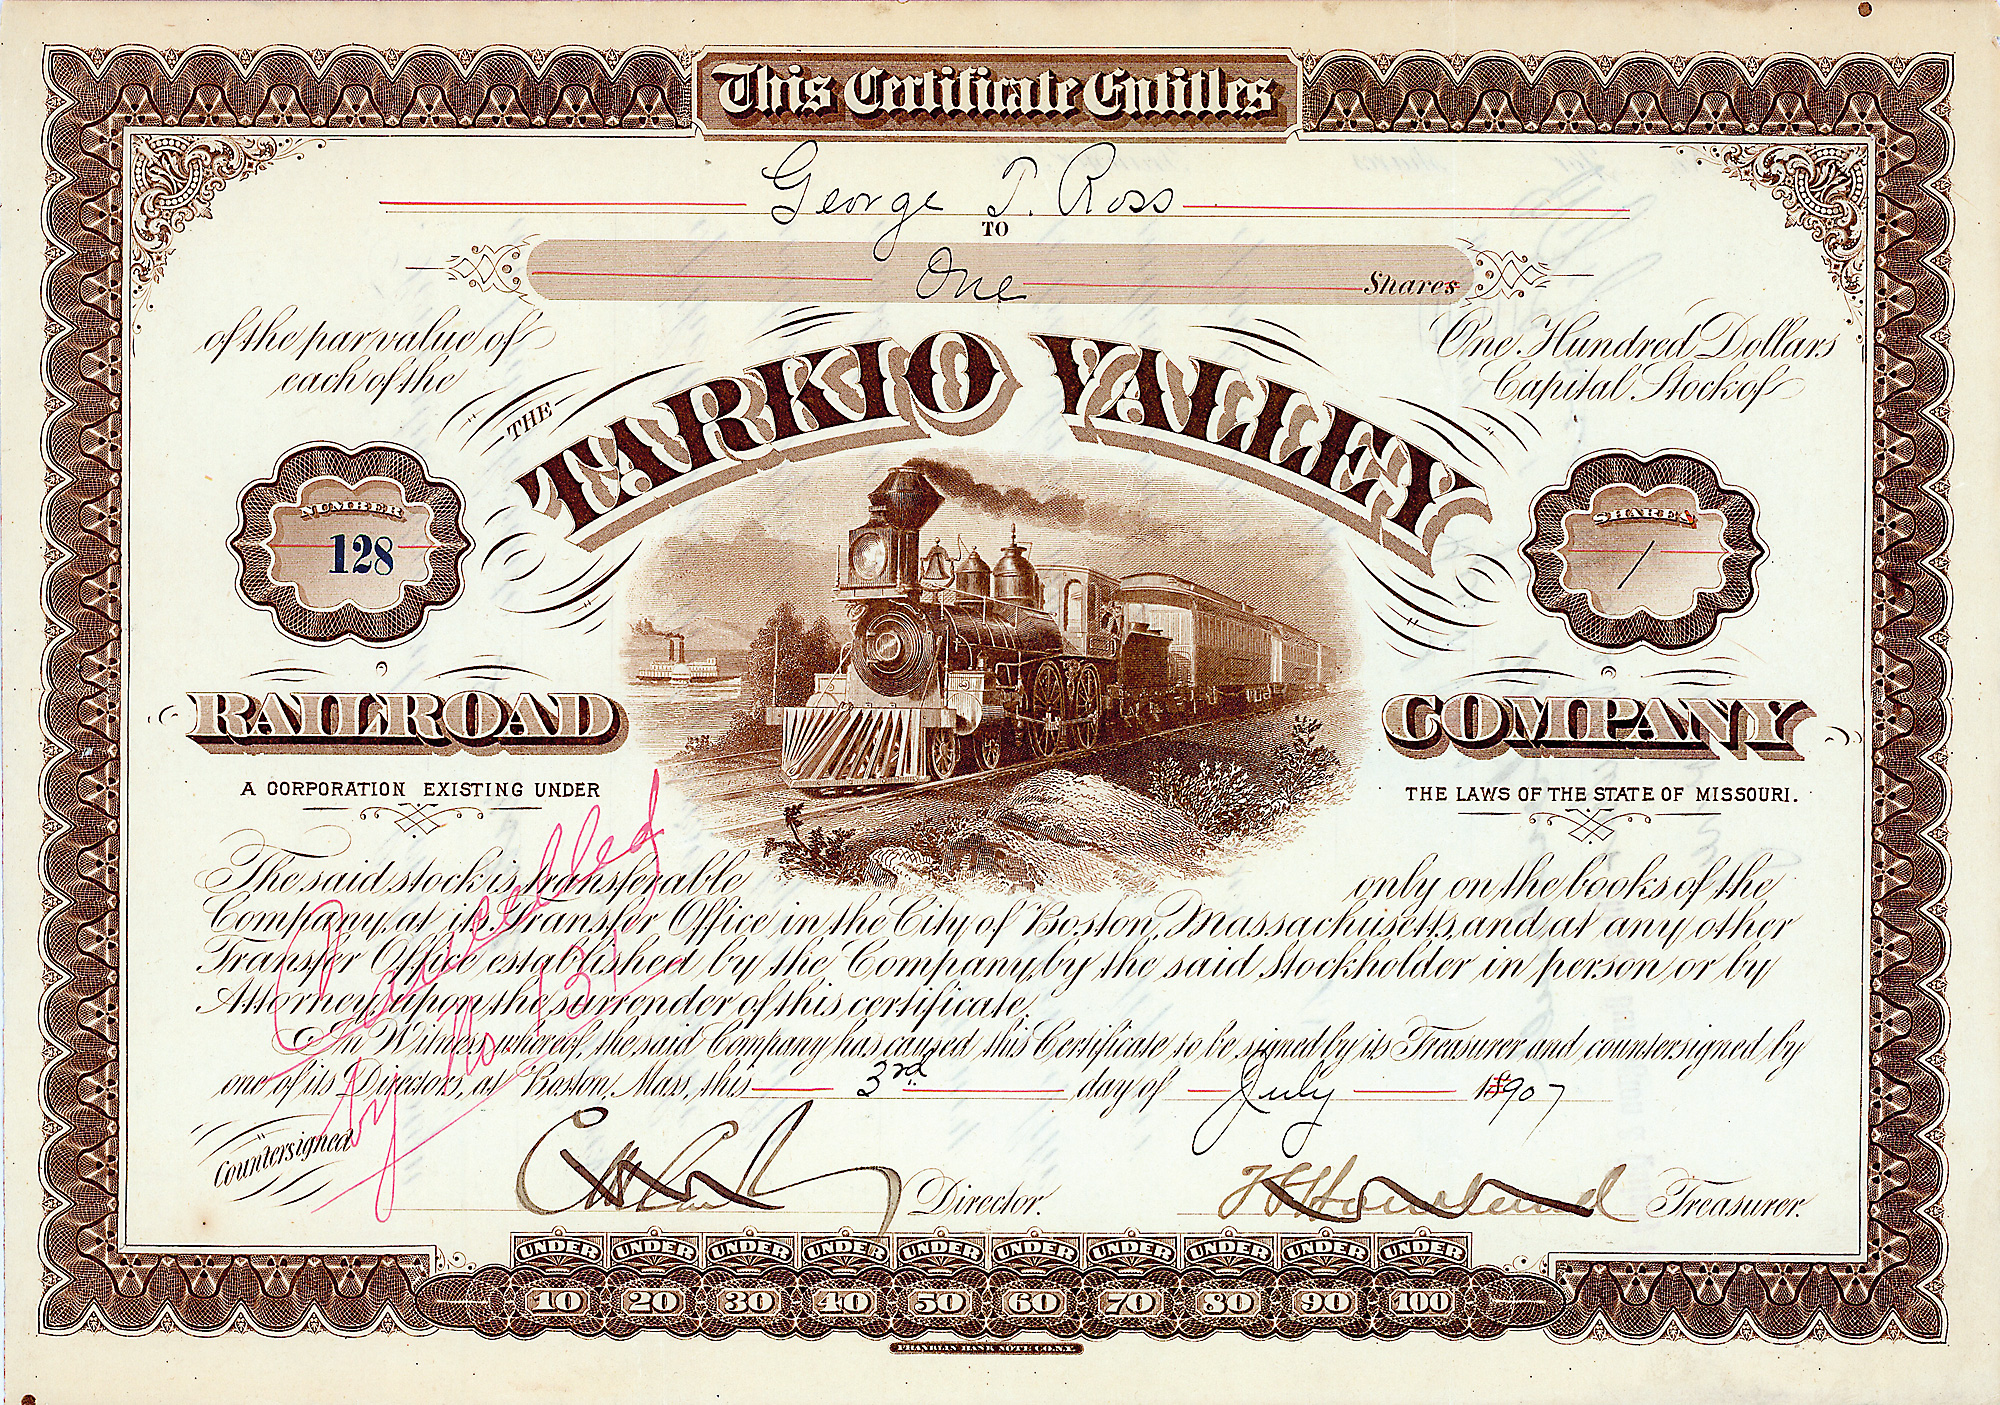 This Certificate Entitles
George T. Ross
TO
One Shares
of the par value of One Hundred Dollars
each of the Capital Stock of
THE TARKIO VALLEY
NUMBER
128
SHARES
1
RAILROAD COMPANY
A CORPORATION EXISTING UNDER THE LAWS OF THE STATE OF MISSOURI.
The said stock is transferable only on the books of the
Company, at its Transfer Office in the City of Boston, Massachusetts, and at any other
Transfer Office established by the Company, by the said Stockholder in person, or by
Attorney, upon the surrender of this certificate.
In Witness whereof, the said Company has caused this Certificate to be signed by its Treasurer and countersigned by
one of its Directors, at Boston, Mass., this 3rd day of July 1907
Cancelled
by No 131
Countersigned
Director. Treasurer.
UNDER UNDER UNDER UNDER UNDER UNDER UNDER UNDER UNDER UNDER
10 20 30 40 50 60 70 80 90 100
FRANKLIN BANK NOTE CO. N.Y.